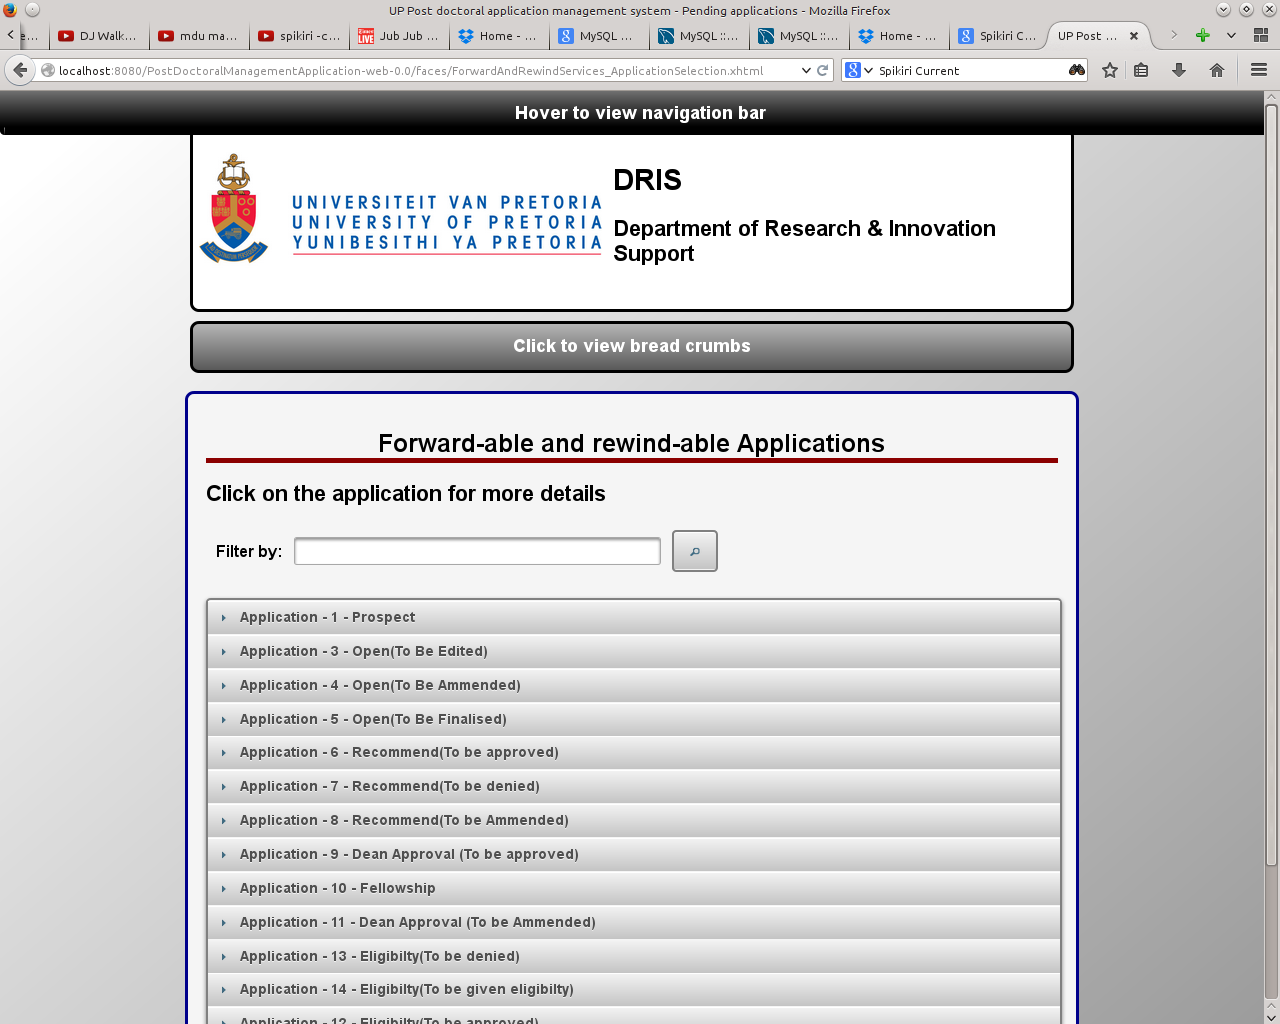 UP Post doctoral application management system - Pending applications - Mozilla Firefox
e... DJ Walk... mdu ma... spikiri -c... Jub Jub ... Home - ... MySQL ... MySQL ::... MySQL ::... Home - ... Spikiri C... UP Post ...
localhost:8080/PostDoctoralManagementApplication-web-0.0/faces/ForwardAndRewindServices_ApplicationSelection.xhtml Spikiri Current
Hover to view navigation bar
UNIVERSITEIT VAN PRETORIA
UNIVERSITY OF PRETORIA
YUNIBESITHI YA PRETORIA
DRIS
Department of Research & Innovation
Support
Click to view bread crumbs
Forward-able and rewind-able Applications
Click on the application for more details
Filter by:
Application - 1 - Prospect
Application - 3 - Open(To Be Edited)
Application - 4 - Open(To Be Ammended)
Application - 5 - Open(To Be Finalised)
Application - 6 - Recommend(To be approved)
Application - 7 - Recommend(To be denied)
Application - 8 - Recommend(To be Ammended)
Application - 9 - Dean Approval (To be approved)
Application - 10 - Fellowship
Application - 11 - Dean Approval (To be Ammended)
Application - 13 - Eligibilty(To be denied)
Application - 14 - Eligibilty(To be given eligibilty)
Application - 12 - Eligibilty(To be approved)